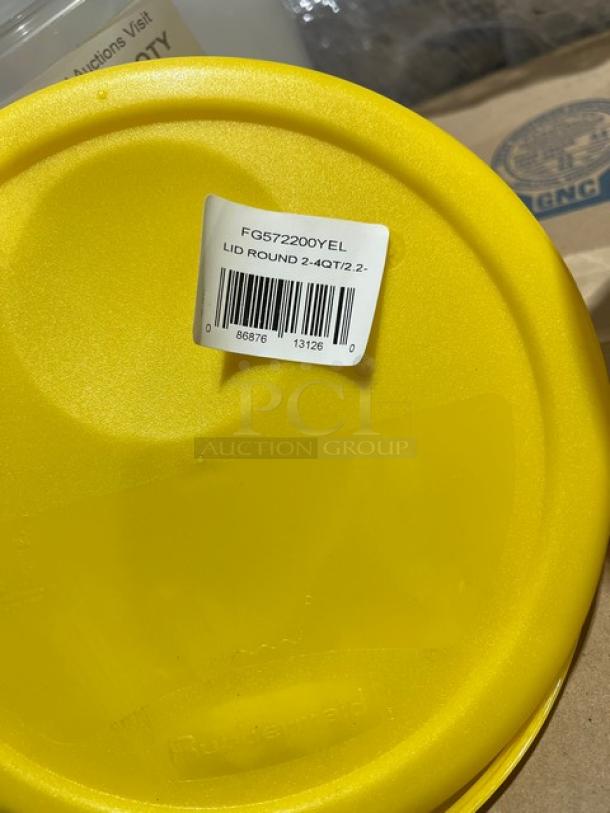 Auctions Visit
QTY
GNC
FG572200YEL
LID ROUND 2-4QT/2.2-
0 86876 13126 0
PCI
AUCTION GROUP
Rubbermaid